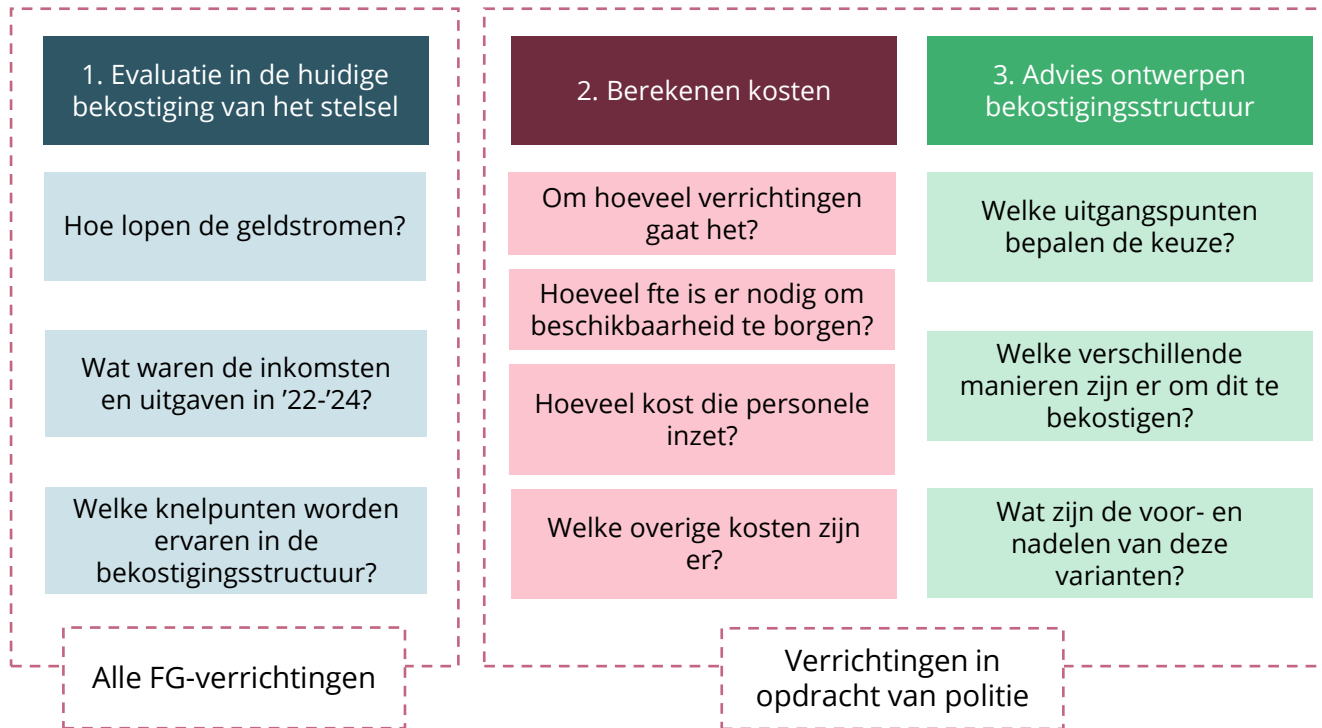 1. Evaluatie in de huidige
bekostiging van het stelsel
Hoe lopen de geldstromen?
Wat waren de inkomsten
en uitgaven in ’22-’24?
Welke knelpunten worden
ervaren in de
bekostigingsstructuur?
Alle FG-verrichtingen
2. Berekenen kosten
Om hoeveel verrichtingen
gaat het?
Hoeveel fte is er nodig om
beschikbaarheid te borgen?
Hoeveel kost die personele
inzet?
Welke overige kosten zijn
er?
3. Advies ontwerpen
bekostigingsstructuur
Welke uitgangspunten
bepalen de keuze?
Welke verschillende
manieren zijn er om dit te
bekostigen?
Wat zijn de voor- en
nadelen van deze
varianten?
Verrichtingen in
opdracht van politie